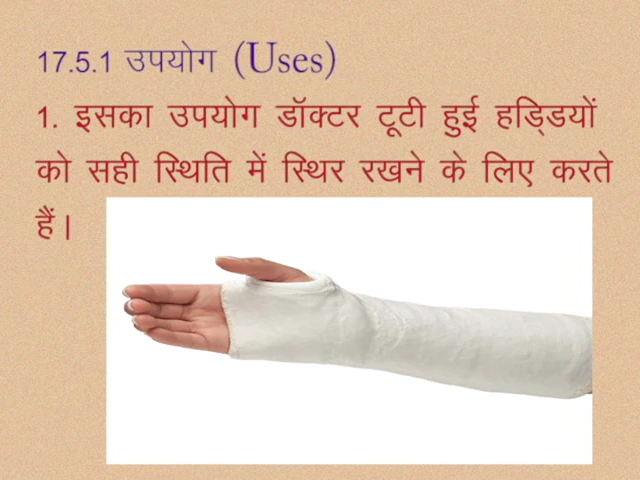 17.5.1 उपयोग (Uses)
1. इसका उपयोग डॉक्टर टूटी हुई हड्डियों
को सही स्थिति में स्थिर रखने के लिए करते
हैं।